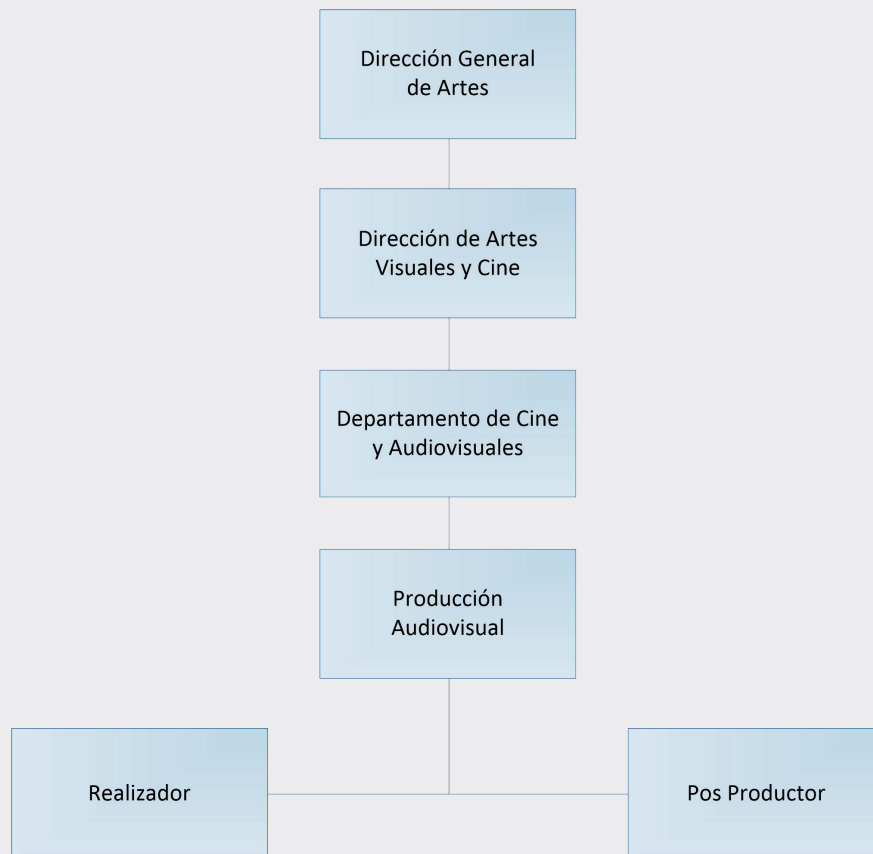 Dirección General
de Artes
Dirección de Artes
Visuales y Cine
Departamento de Cine
y Audiovisuales
Producción
Audiovisual
Realizador
Pos Productor